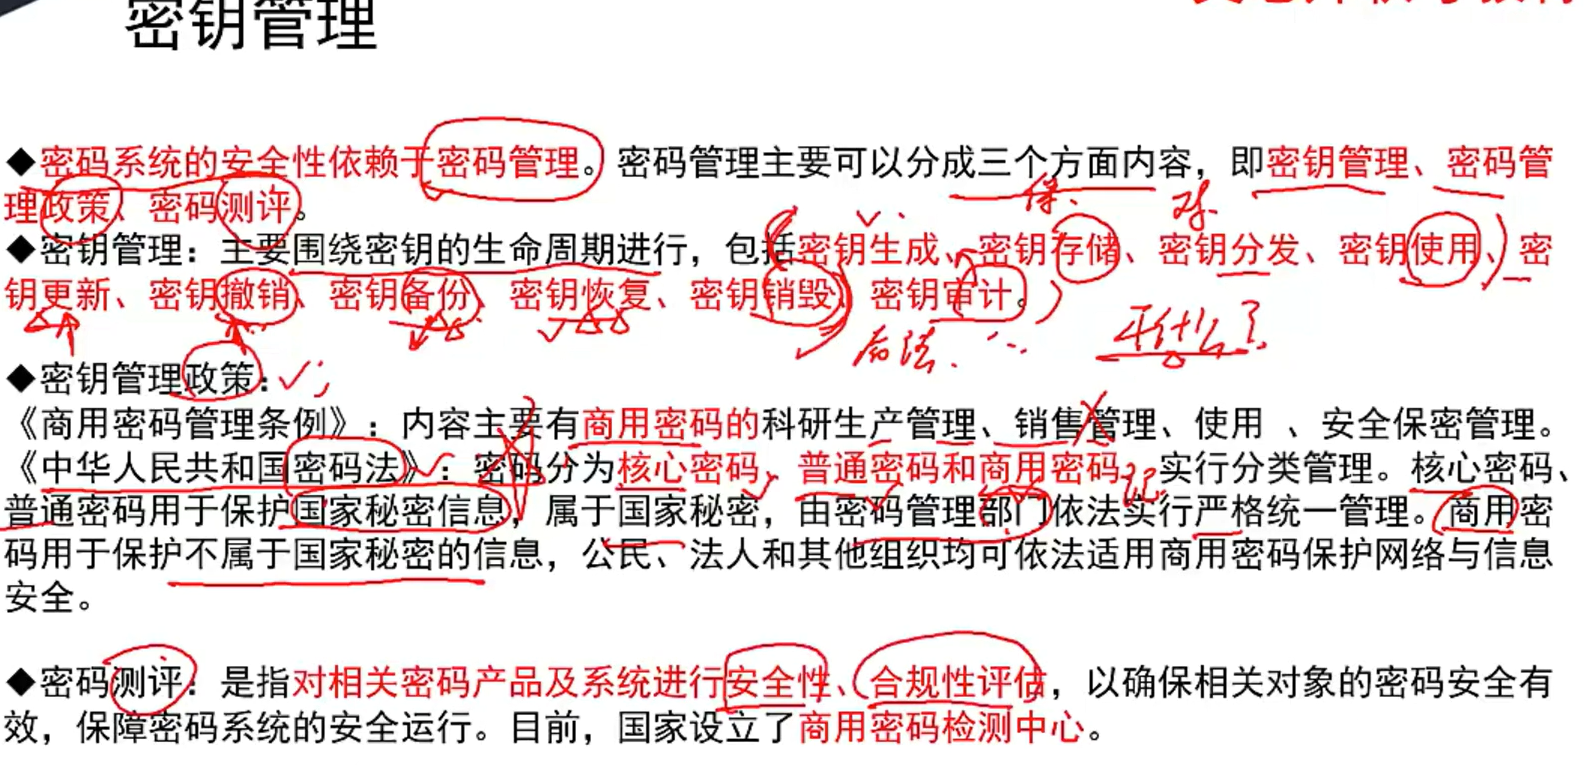 密钥管理
◆密码系统的安全性依赖于密码管理。密码管理主要可以分成三个方面内容，即密钥管理、密码管
理政策、密码测评。
◆密钥管理：主要围绕密钥的生命周期进行，包括密钥生成、密钥存储、密钥分发、密钥使用、密
钥更新、密钥撤销、密钥备份、密钥恢复、密钥销毁、密钥审计。
干什么了
◆密钥管理政策：
《商用密码管理条例》：内容主要有商用密码的科研生产管理、销售管理、使用 、安全保密管理。
《中华人民共和国密码法》：密码分为核心密码、普通密码和商用密码，实行分类管理。核心密码、
普通密码用于保护国家秘密信息，属于国家秘密，由密码管理部门依法实行严格统一管理。商用密
码用于保护不属于国家秘密的信息，公民、法人和其他组织均可依法适用商用密码保护网络与信息
安全。
◆密码测评：是指对相关密码产品及系统进行安全性、合规性评估，以确保相关对象的密码安全有
效，保障密码系统的安全运行。目前，国家设立了商用密码检测中心。